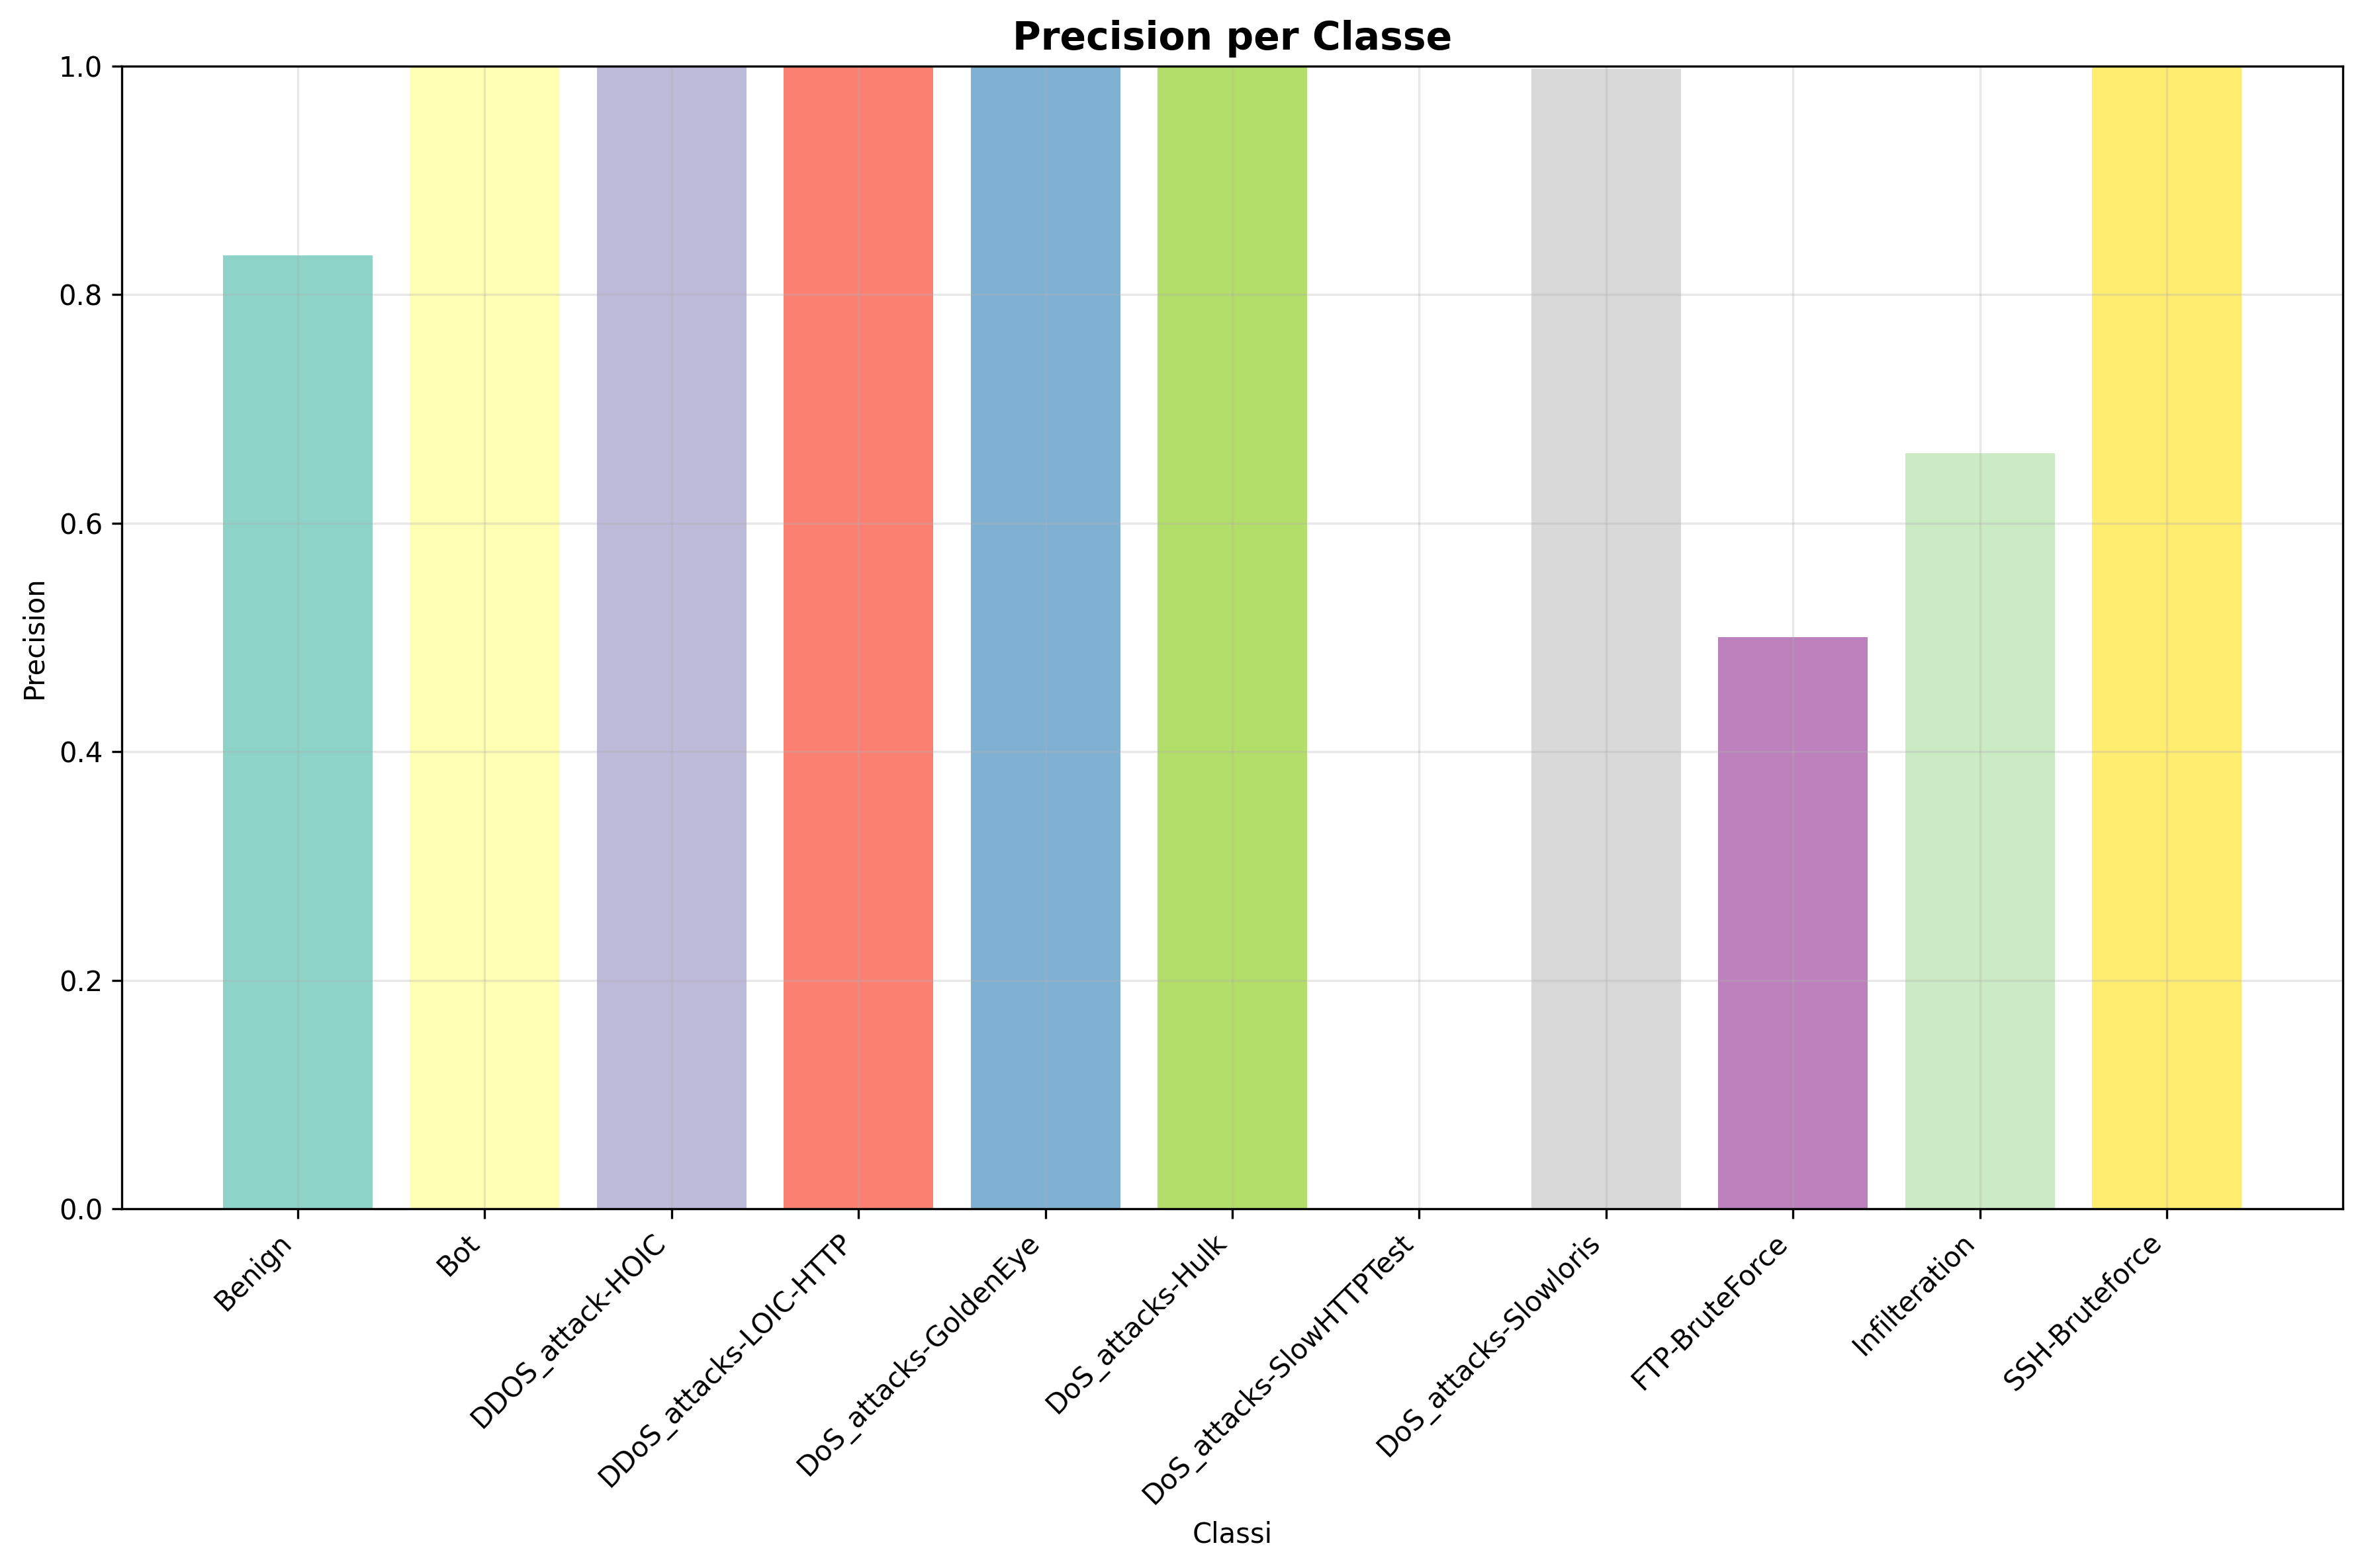 Precision per Classe
1.0
0.8
0.6
0.4
0.2
0.0
Precision
Benign
Bot
DDOS_attack-HOIC
DDoS_attacks-LOIC-HTTP
DoS_attacks-GoldenEye
DoS_attacks-Hulk
DoS_attacks-SlowHTTPTest
DoS_attacks-Slowloris
FTP-BruteForce
Infilteration
SSH-Bruteforce
Classi